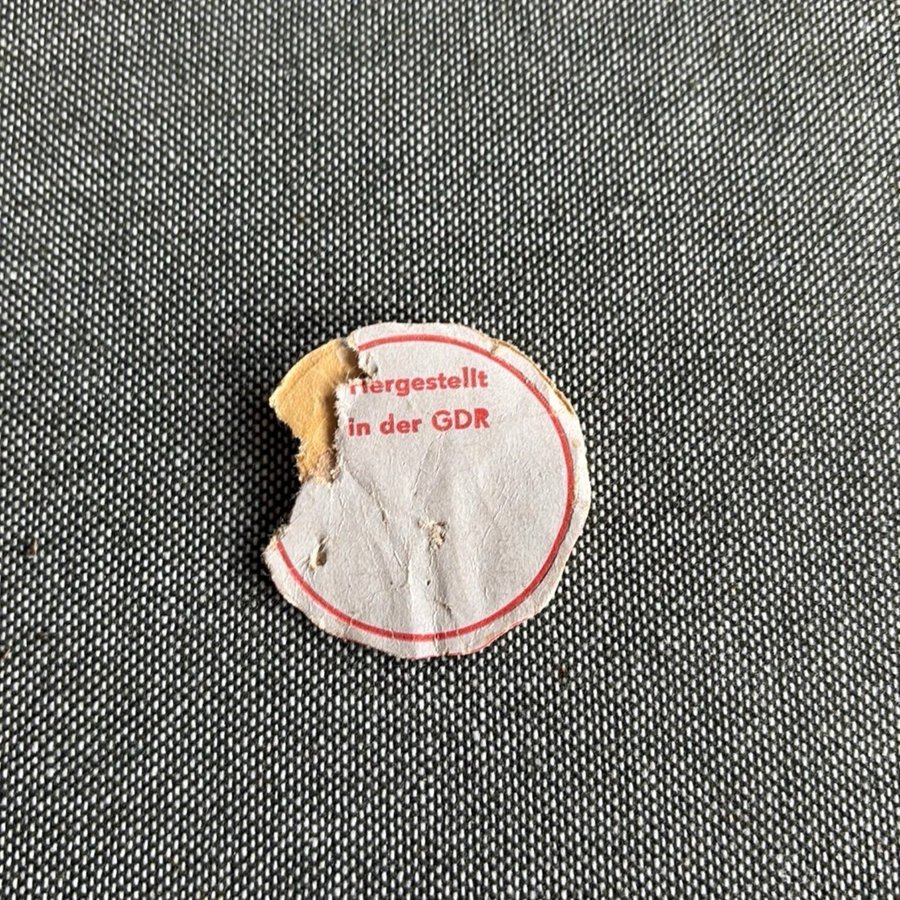 Hergestellt
in der GDR